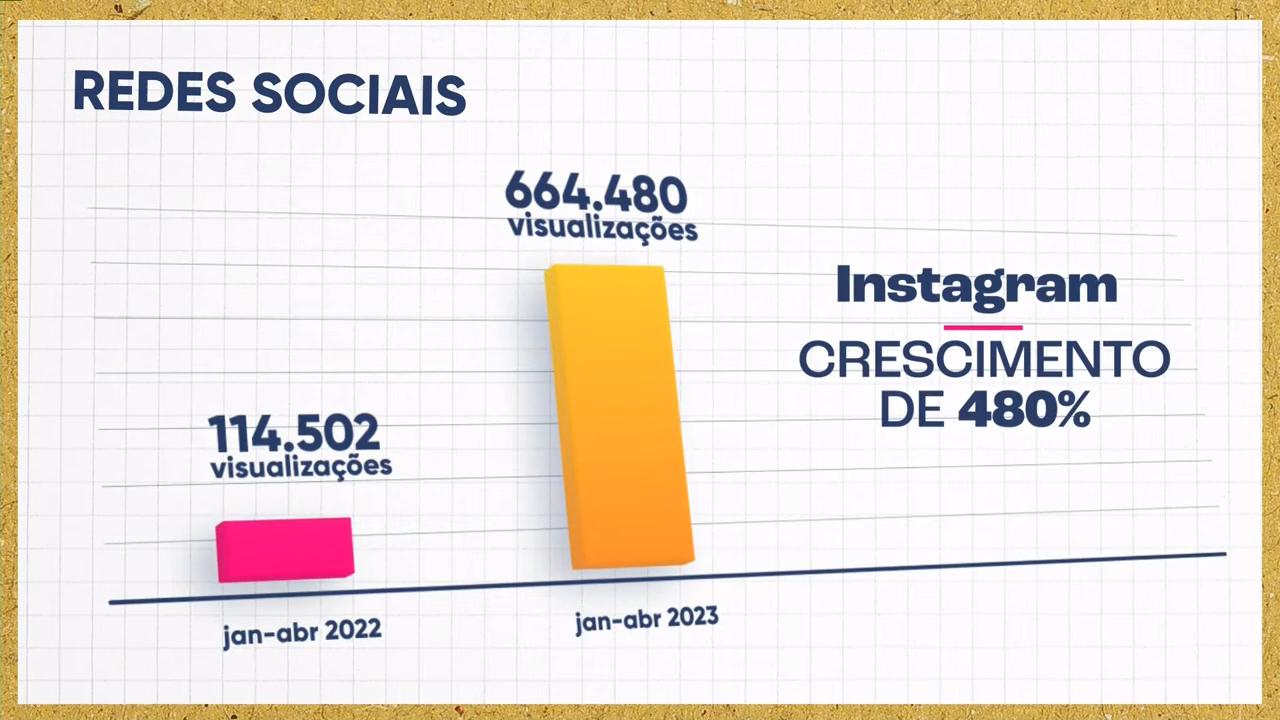 REDES SOCIAIS
664.480
visualizações
Instagram
CRESCIMENTO
DE 480%
114.502
visualizações
jan-abr 2022
jan-abr 2023